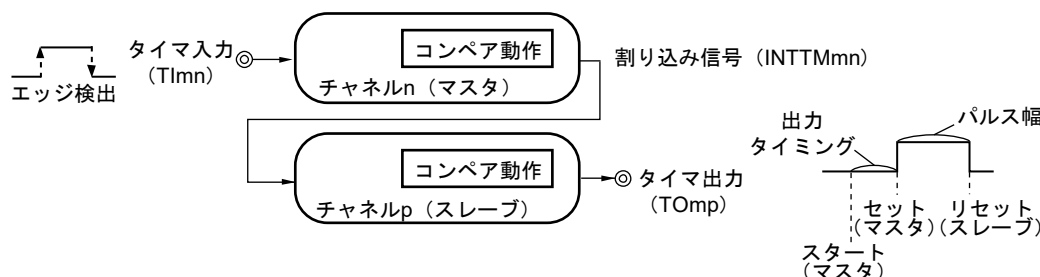 エッジ検出
タイマ入力
(TImn)
コンペア動作
チャネルn（マスタ）
割り込み信号（INTTMmn）
コンペア動作
チャネルp（スレーブ）
タイマ出力
(TOmp)
出力
タイミング
パルス幅
セット
(マスタ)
リセット
(スレーブ)
スタート
(マスタ)